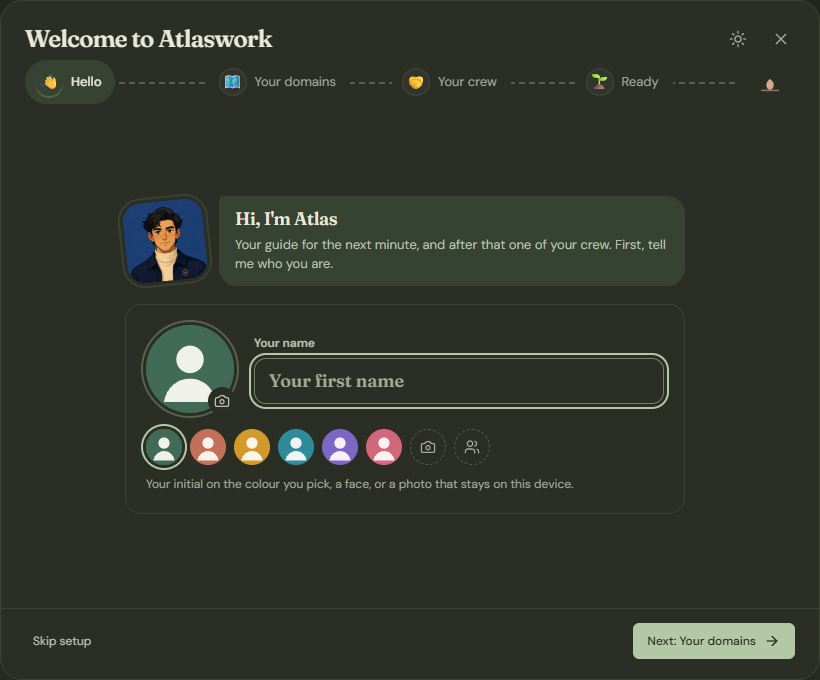 Welcome to Atlaswork
Hello
Your domains
Your crew
Ready
Hi, I'm Atlas
Your guide for the next minute, and after that one of your crew. First, tell
me who you are.
Your name
Your first name
Your initial on the colour you pick, a face, or a photo that stays on this device.
Skip setup
Next: Your domains